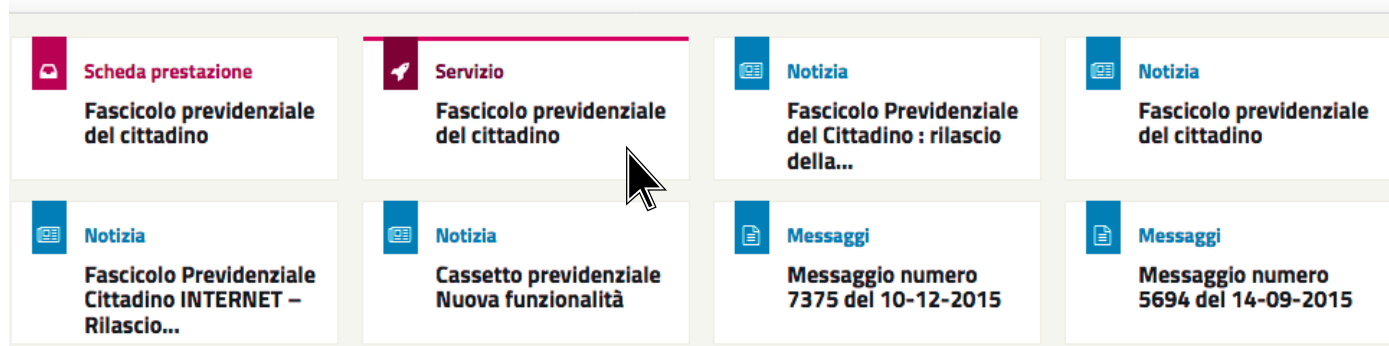 Scheda prestazione
Fascicolo previdenziale
del cittadino
Servizio
Fascicolo previdenziale
del cittadino
Notizia
Fascicolo Previdenziale
del Cittadino : rilascio
della...
Notizia
Fascicolo previdenziale
del cittadino
Notizia
Fascicolo Previdenziale
Cittadino INTERNET –
Rilascio...
Notizia
Cassetto previdenziale
Nuova funzionalità
Messaggi
Messaggio numero
7375 del 10-12-2015
Messaggi
Messaggio numero
5694 del 14-09-2015